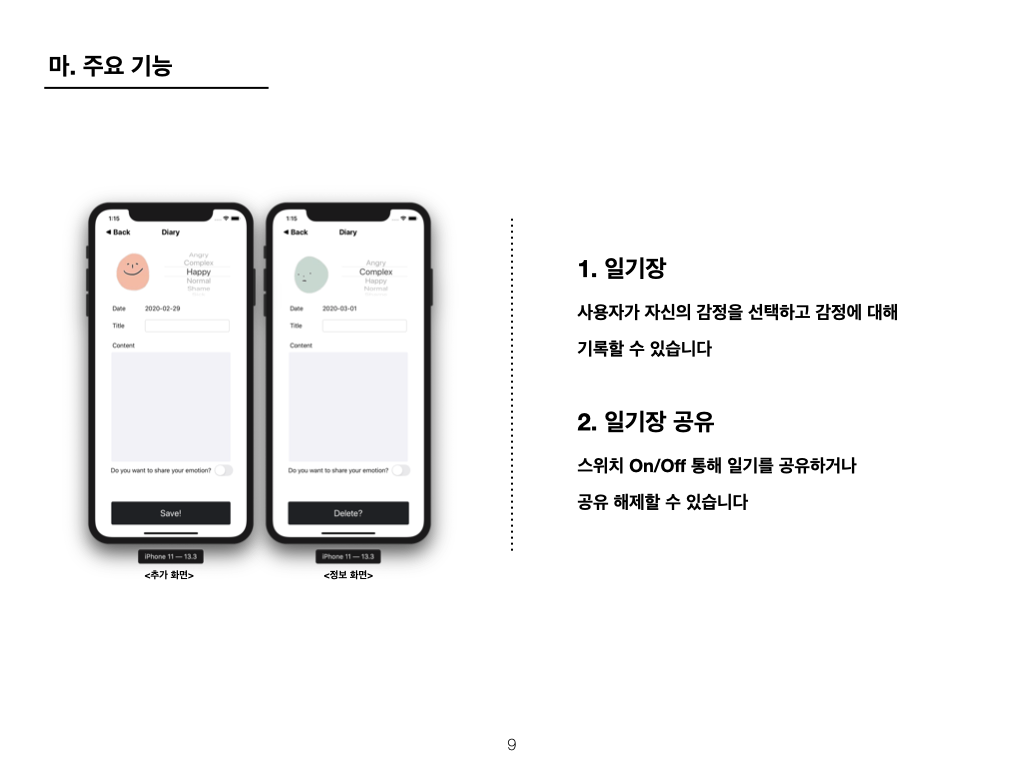 마. 주요 기능
1:15
◀ Back
Diary
Angry
Complex
Happy
Normal
Shame
Date 2020-02-29
Title
Content
Do you want to share your emotion?
Save!
iPhone 11 — 13.3
<추가 화면>
1:15
◀ Back
Diary
Angry
Complex
Happy
Normal
Date 2020-03-01
Title
Content
Do you want to share your emotion?
Delete?
iPhone 11 — 13.3
<정보 화면>
1. 일기장
사용자가 자신의 감정을 선택하고 감정에 대해
기록할 수 있습니다
2. 일기장 공유
스위치 On/Off 통해 일기를 공유하거나
공유 해제할 수 있습니다
9